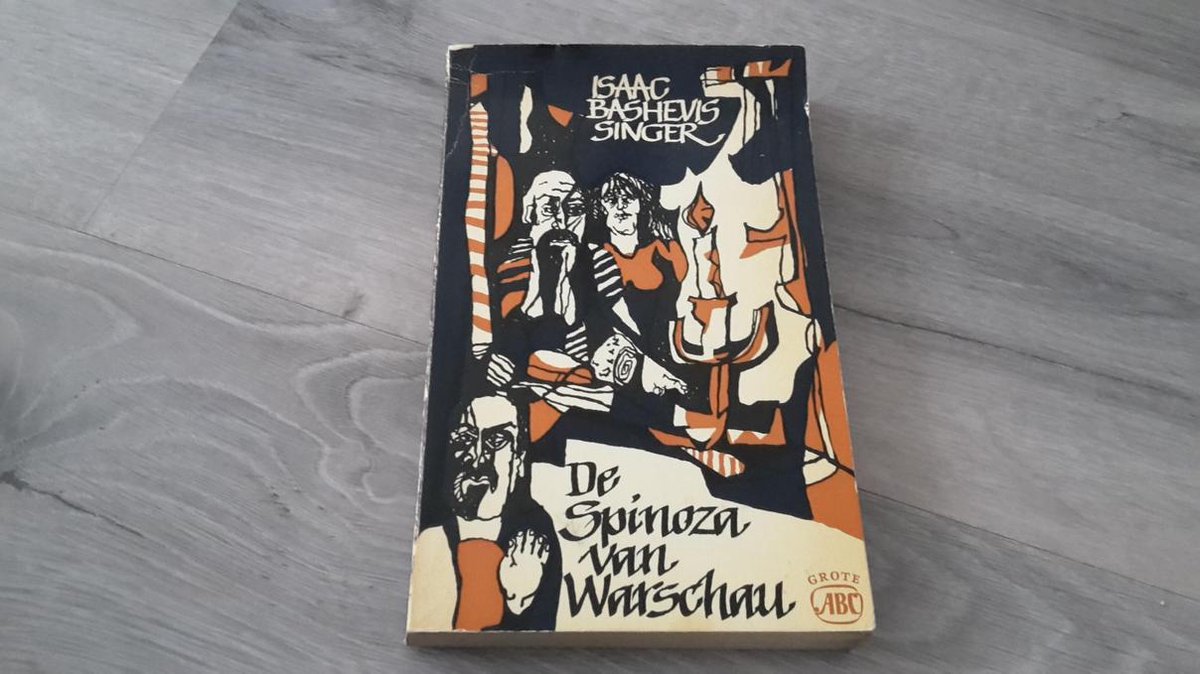 ISAAC
BASHEVIS
SINGER
De
Spinoza
van
Warschau
GROTE
ABC